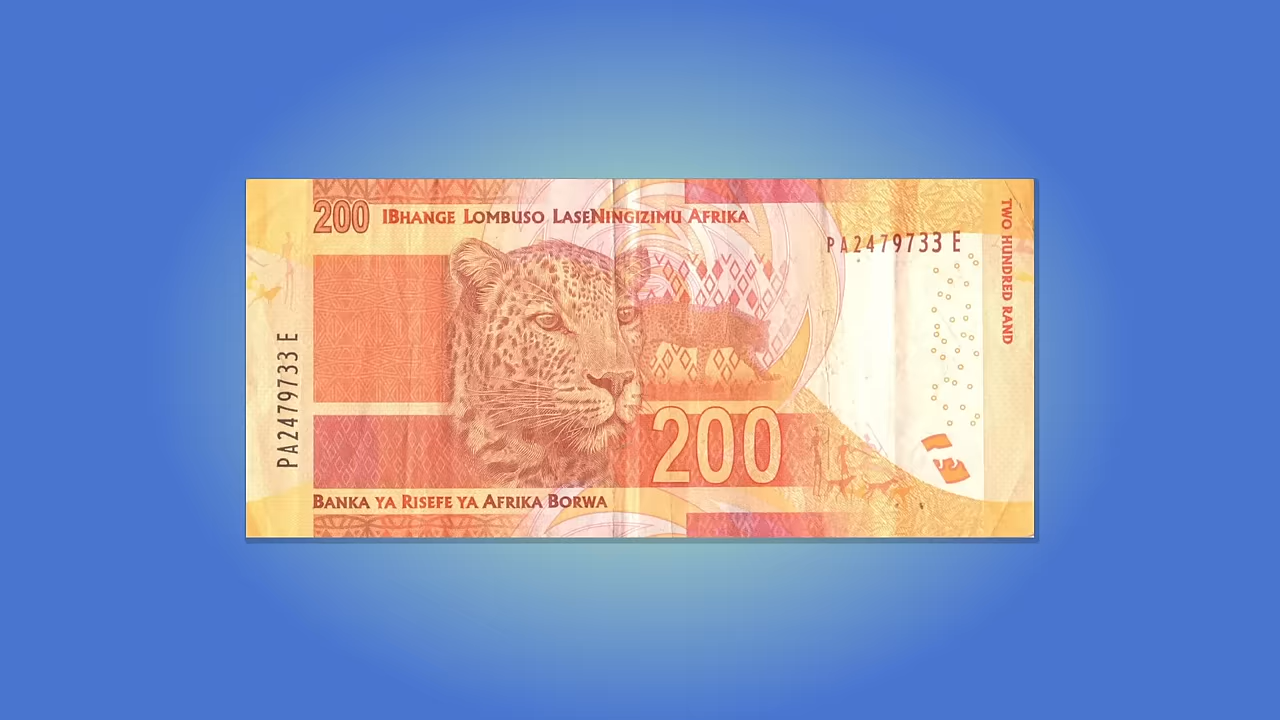 200 IBHANGE LOMBUSO LASENINGIZIMU AFRIKA
PA2479733 E
TWO HUNDRED RAND
PA2479733 E
200
BANKA YA RISEFE YA AFRIKA BORWA